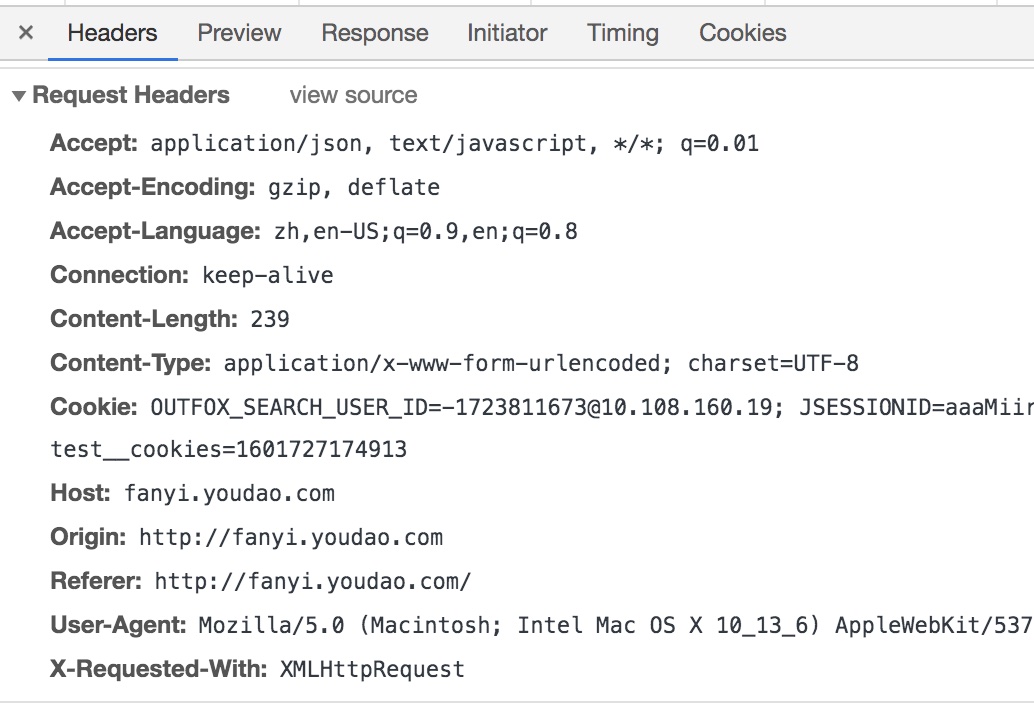 × Headers Preview Response Initiator Timing Cookies
▼ Request Headers view source
Accept: application/json, text/javascript, */*; q=0.01
Accept-Encoding: gzip, deflate
Accept-Language: zh,en-US;q=0.9,en;q=0.8
Connection: keep-alive
Content-Length: 239
Content-Type: application/x-www-form-urlencoded; charset=UTF-8
Cookie: OUTFOX_SEARCH_USER_ID=-1723811673@10.108.160.19; JSESSIONID=aaaMiir
test__cookies=1601727174913
Host: fanyi.youdao.com
Origin: http://fanyi.youdao.com
Referer: http://fanyi.youdao.com/
User-Agent: Mozilla/5.0 (Macintosh; Intel Mac OS X 10_13_6) AppleWebKit/537
X-Requested-With: XMLHttpRequest